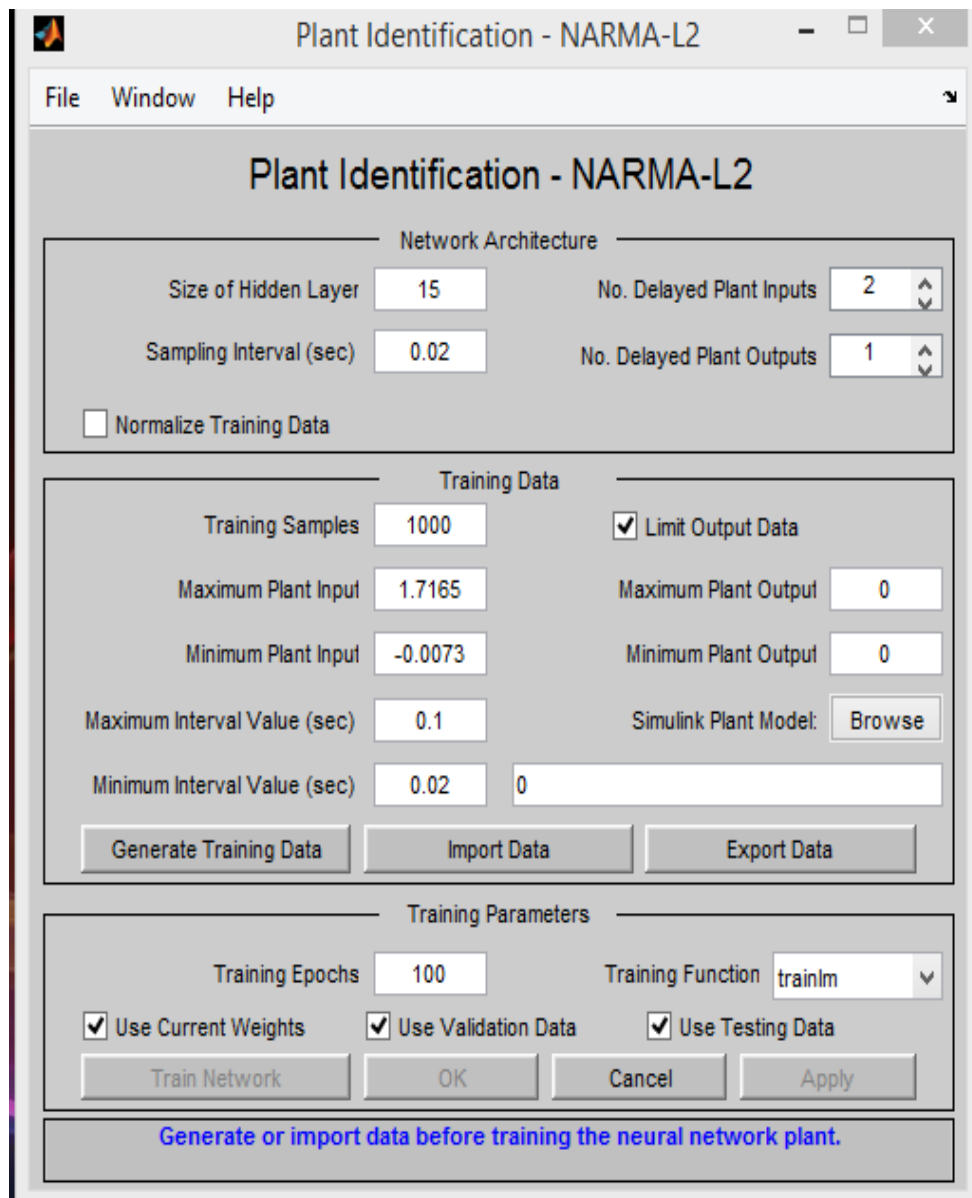 Plant Identification - NARMA-L2
File Window Help
Plant Identification - NARMA-L2
Network Architecture
Size of Hidden Layer 15 No. Delayed Plant Inputs 2
Sampling Interval (sec) 0.02 No. Delayed Plant Outputs 1
Normalize Training Data
Training Data
Training Samples 1000 Limit Output Data
Maximum Plant Input 1.7165 Maximum Plant Output 0
Minimum Plant Input -0.0073 Minimum Plant Output 0
Maximum Interval Value (sec) 0.1 Simulink Plant Model: Browse
Minimum Interval Value (sec) 0.02 0
Generate Training Data Import Data Export Data
Training Parameters
Training Epochs 100 Training Function trainlm
Use Current Weights Use Validation Data Use Testing Data
Train Network OK Cancel Apply
Generate or import data before training the neural network plant.